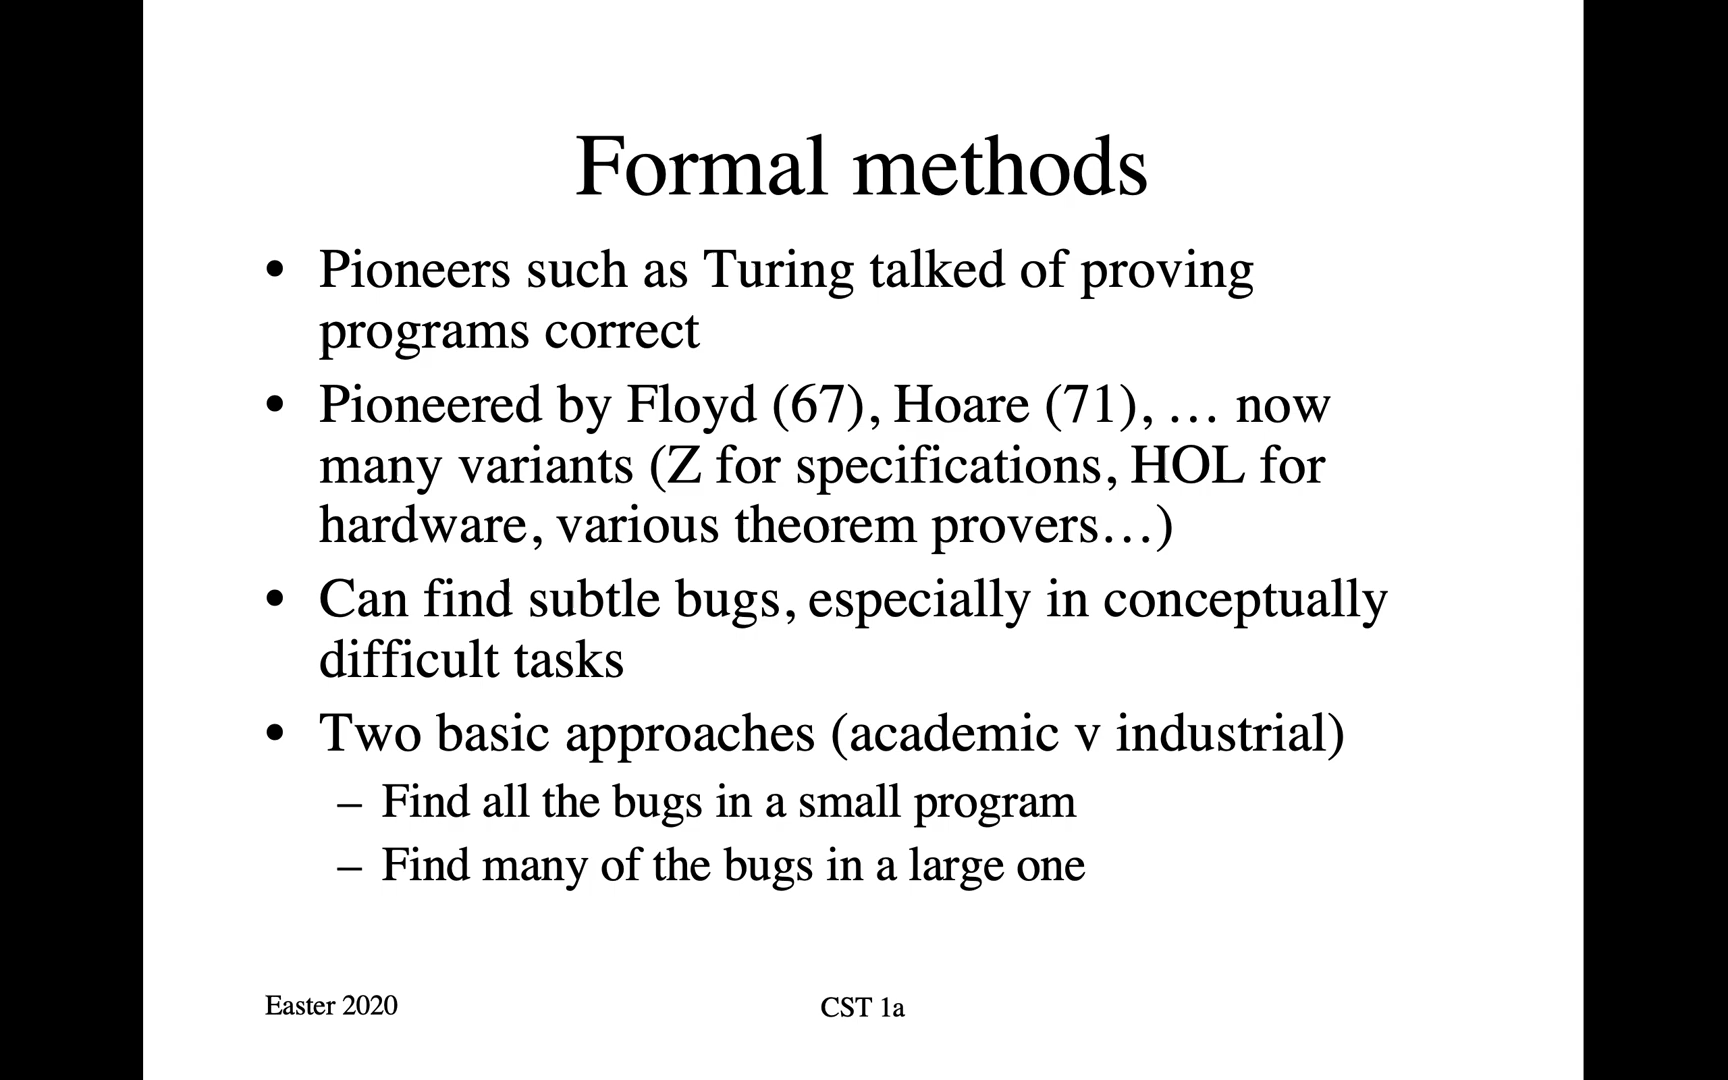 Formal methods
• Pioneers such as Turing talked of proving
programs correct
• Pioneered by Floyd (67), Hoare (71), … now
many variants (Z for specifications, HOL for
hardware, various theorem provers…)
• Can find subtle bugs, especially in conceptually
difficult tasks
• Two basic approaches (academic v industrial)
– Find all the bugs in a small program
– Find many of the bugs in a large one
Easter 2020
CST 1a